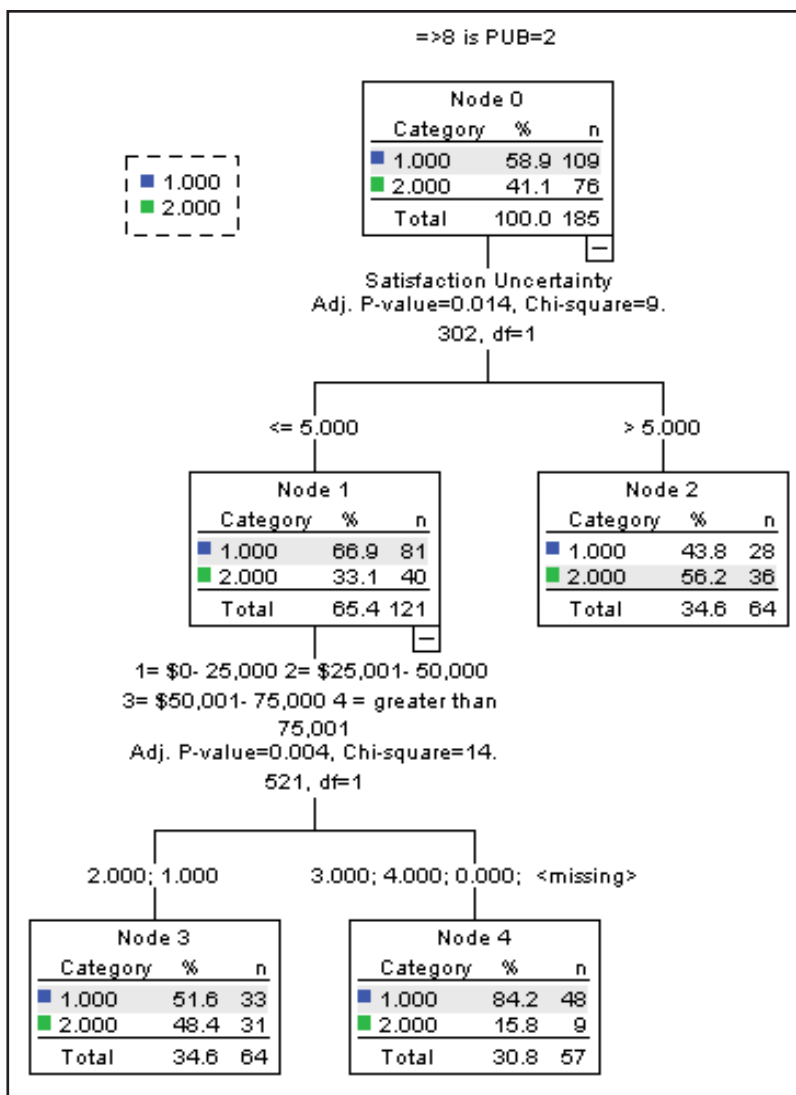 =>8 is PUB=2
Node 0
Category % n
1.000 58.9 109
2.000 41.1 76
Total 100.0 185
1.000
2.000
Satisfaction Uncertainty
Adj. P-value=0.014, Chi-square=9.
302, df=1
<= 5.000
> 5.000
Node 1
Category % n
1.000 66.9 81
2.000 33.1 40
Total 65.4 121
Node 2
Category % n
1.000 43.8 28
2.000 56.2 36
Total 34.6 64
1= $0- 25,000 2= $25,001- 50,000
3= $50,001- 75,000 4 = greater than
75,001
Adj. P-value=0.004, Chi-square=14.
521, df=1
2.000; 1.000
3.000; 4.000; 0.000; <missing>
Node 3
Category % n
1.000 51.6 33
2.000 48.4 31
Total 34.6 64
Node 4
Category % n
1.000 84.2 48
2.000 15.8 9
Total 30.8 57